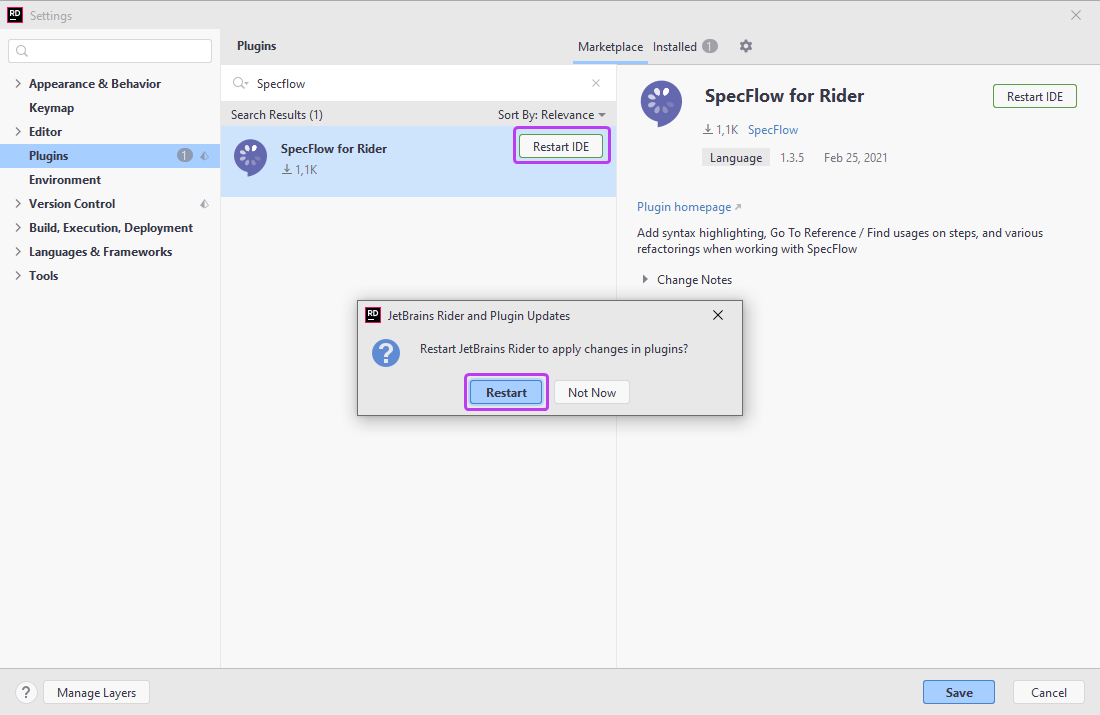 RD
Settings
Appearance & Behavior
Keymap
Editor
Plugins 1
Environment
Version Control
Build, Execution, Deployment
Languages & Frameworks
Tools
Plugins
Marketplace Installed 1
Specflow
Search Results (1) Sort By: Relevance
SpecFlow for Rider
1,1K
Restart IDE
SpecFlow for Rider
Restart IDE
1,1K SpecFlow
Language 1.3.5 Feb 25, 2021
Plugin homepage
Add syntax highlighting, Go To Reference / Find usages on steps, and various
refactorings when working with SpecFlow
Change Notes
RD JetBrains Rider and Plugin Updates
? Restart JetBrains Rider to apply changes in plugins?
Restart Not Now
? Manage Layers Save Cancel